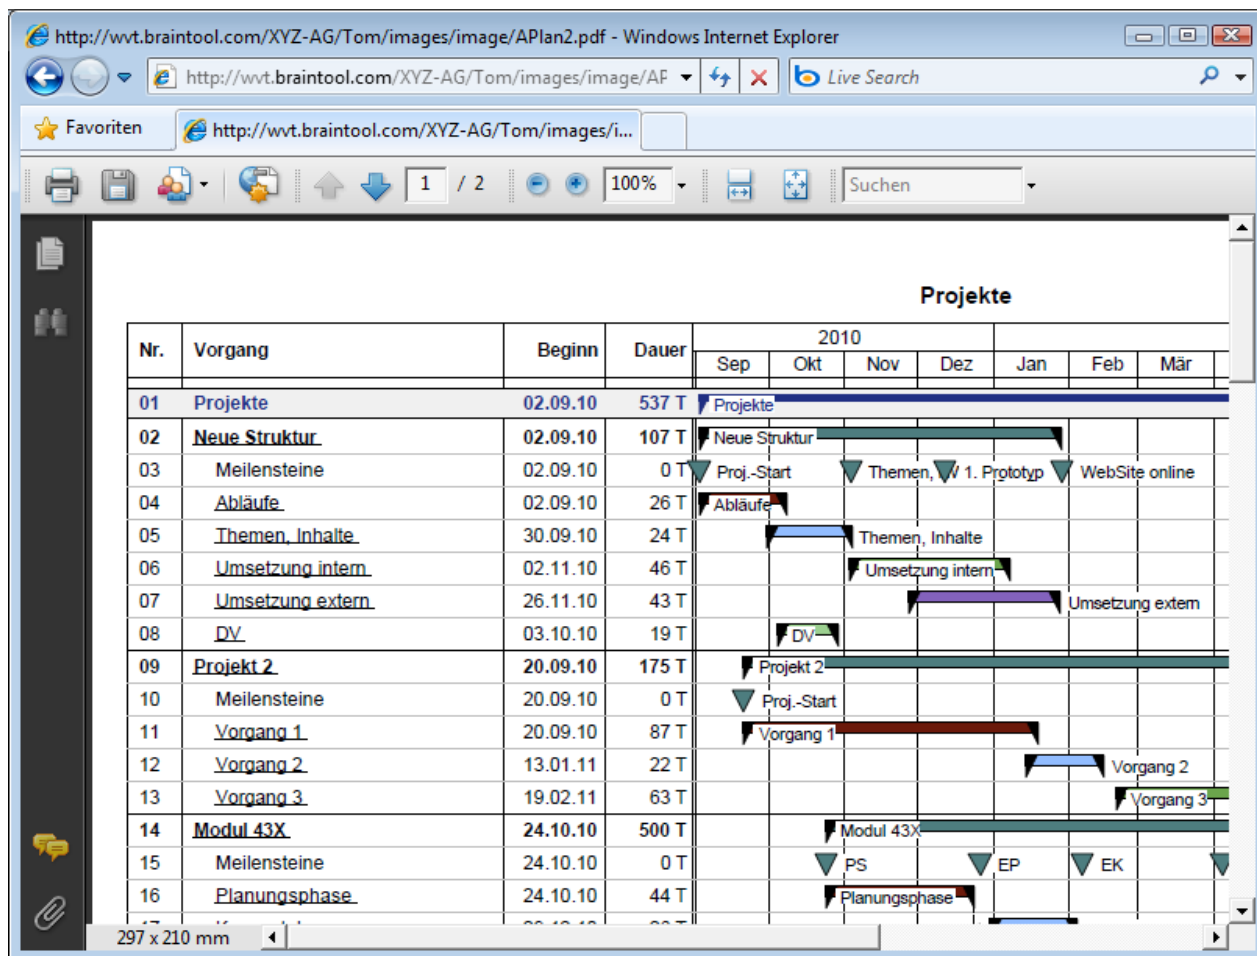 http://wvt.braintool.com/XYZ-AG/Tom/images/image/APlan2.pdf - Windows Internet Explorer
http://wvt.braintool.com/XYZ-AG/Tom/images/image/AP Live Search
Favoriten http://wvt.braintool.com/XYZ-AG/Tom/images/i...
1 / 2 100% Suchen
Projekte
Nr. Vorgang Beginn Dauer 2010
Sep Okt Nov Dez Jan Feb Mär
01 Projekte 02.09.10 537 T Projekte
02 Neue Struktur 02.09.10 107 T Neue Struktur
03 Meilensteine 02.09.10 0 T Proj.-Start Themen, 1. Prototyp WebSite online
04 Abläufe 02.09.10 26 T Abläufe
05 Themen, Inhalte 30.09.10 24 T Themen, Inhalte
06 Umsetzung intern 02.11.10 46 T Umsetzung intern
07 Umsetzung extern 26.11.10 43 T Umsetzung extern
08 DV 03.10.10 19 T DV
09 Projekt 2 20.09.10 175 T Projekt 2
10 Meilensteine 20.09.10 0 T Proj.-Start
11 Vorgang 1 20.09.10 87 T Vorgang 1
12 Vorgang 2 13.01.11 22 T Vorgang 2
13 Vorgang 3 19.02.11 63 T Vorgang 3
14 Modul 43X 24.10.10 500 T Modul 43X
15 Meilensteine 24.10.10 0 T PS EP EK
16 Planungsphase 24.10.10 44 T Planungsphase
297 x 210 mm